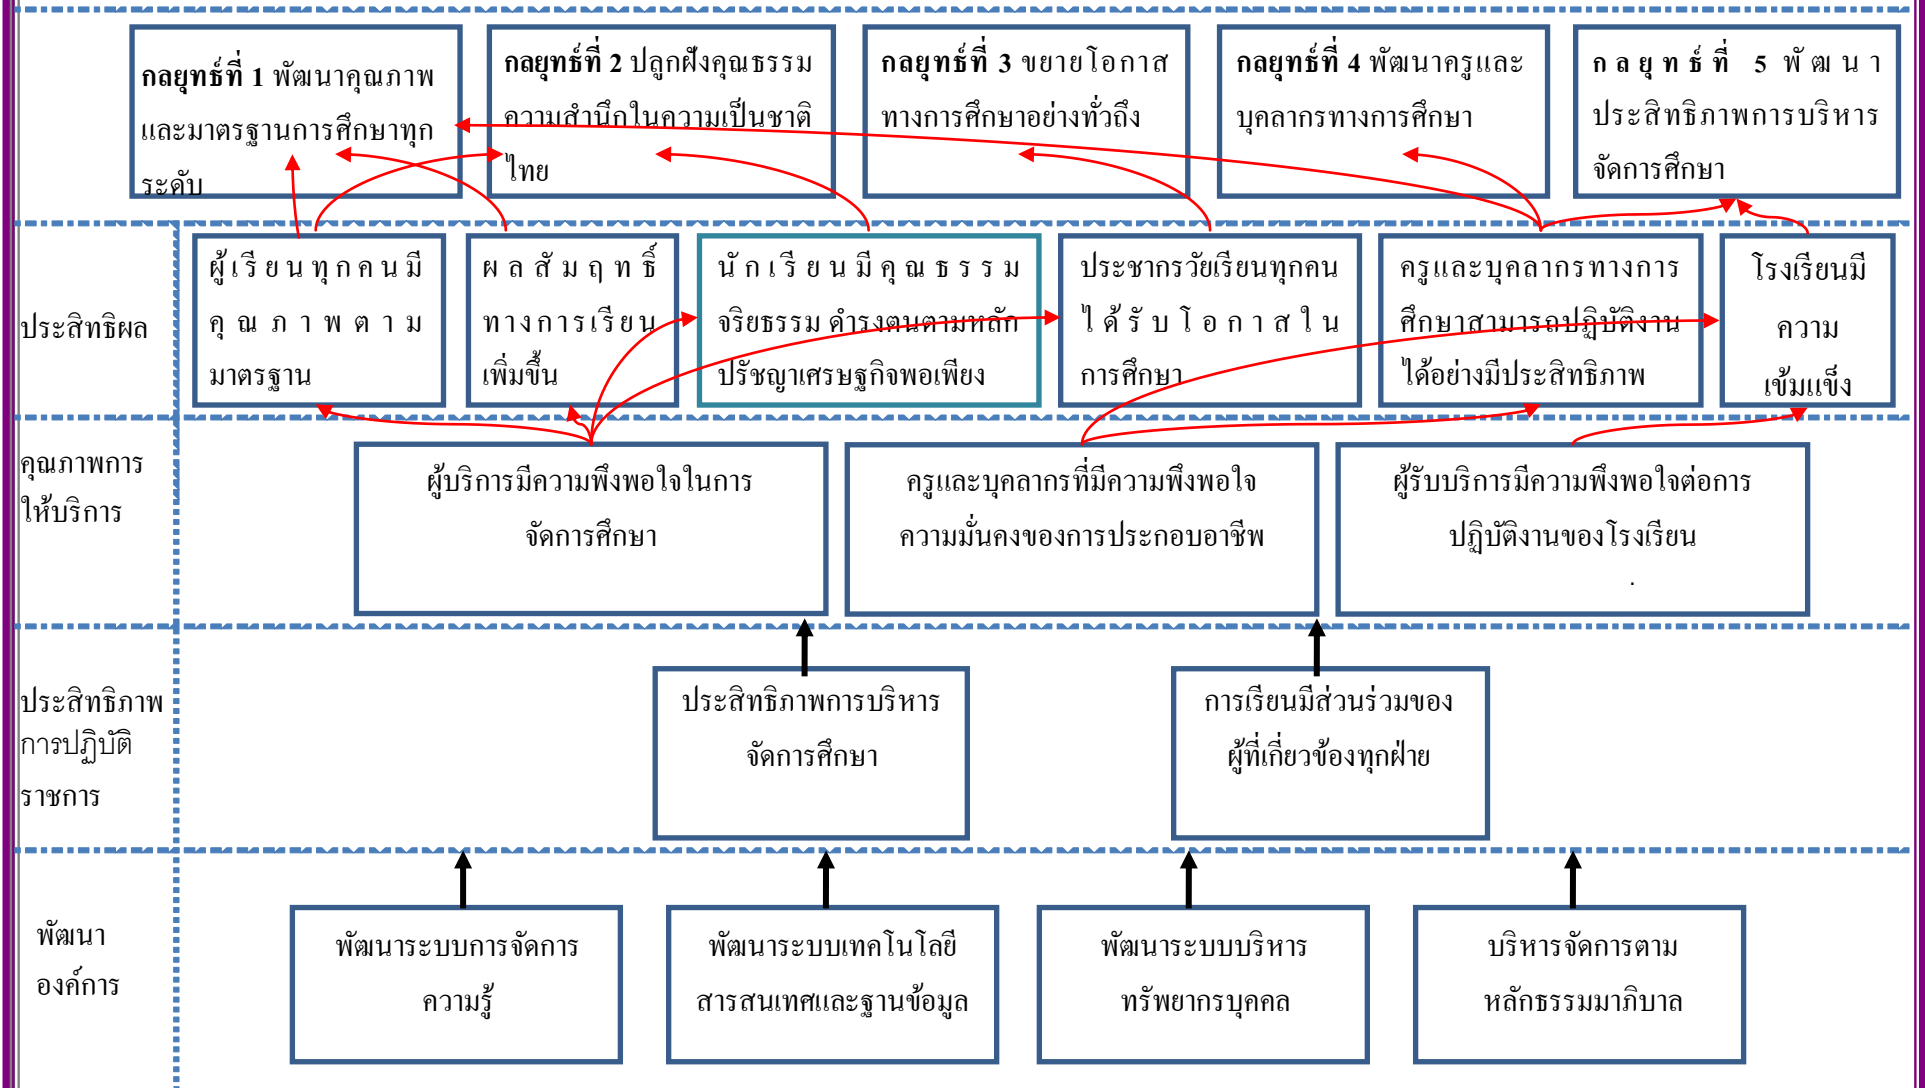 กลยุทธ์ที่ 1 พัฒนาคุณภาพ
และมาตรฐานการศึกษาทุก
ระดับ
กลยุทธ์ที่ 2 ปลูกฝังคุณธรรม
ความสำนึกในความเป็นชาติ
ไทย
กลยุทธ์ที่ 3 ขยายโอกาส
ทางการศึกษาอย่างทั่วถึง
กลยุทธ์ที่ 4 พัฒนาครูและ
บุคลากรทางการศึกษา
กลยุทธ์ที่ 5 พัฒนา
ประสิทธิภาพการบริหาร
จัดการศึกษา
ประสิทธิผล
ผู้เรียนทุกคนมี
คุณภาพตาม
มาตรฐาน
ผลสัมฤทธิ์
ทางการเรียน
เพิ่มขึ้น
นักเรียนมีคุณธรรม
จริยธรรม ดำรงตนตามหลัก
ปรัชญาเศรษฐกิจพอเพียง
ประชากรวัยเรียนทุกคน
ได้รับโอกาสใน
การศึกษา
ครูและบุคลากรทางการ
ศึกษาสามารถปฏิบัติงาน
ได้อย่างมีประสิทธิภาพ
โรงเรียนมี
ความ
เข้มแข็ง
คุณภาพการ
ให้บริการ
ผู้บริการมีความพึงพอใจในการ
จัดการศึกษา
ครูและบุคลากรที่มีความพึงพอใจ
ความมั่นคงของการประกอบอาชีพ
ผู้รับบริการมีความพึงพอใจต่อการ
ปฏิบัติงานของโรงเรียน
.
ประสิทธิภาพ
การปฏิบัติ
ราชการ
ประสิทธิภาพการบริหาร
จัดการศึกษา
การเรียนมีส่วนร่วมของ
ผู้ที่เกี่ยวข้องทุกฝ่าย
พัฒนา
องค์การ
พัฒนาระบบการจัดการ
ความรู้
พัฒนาระบบเทคโนโลยี
สารสนเทศและฐานข้อมูล
พัฒนาระบบบริหาร
ทรัพยากรบุคคล
บริหารจัดการตาม
หลักธรรมมาภิบาล